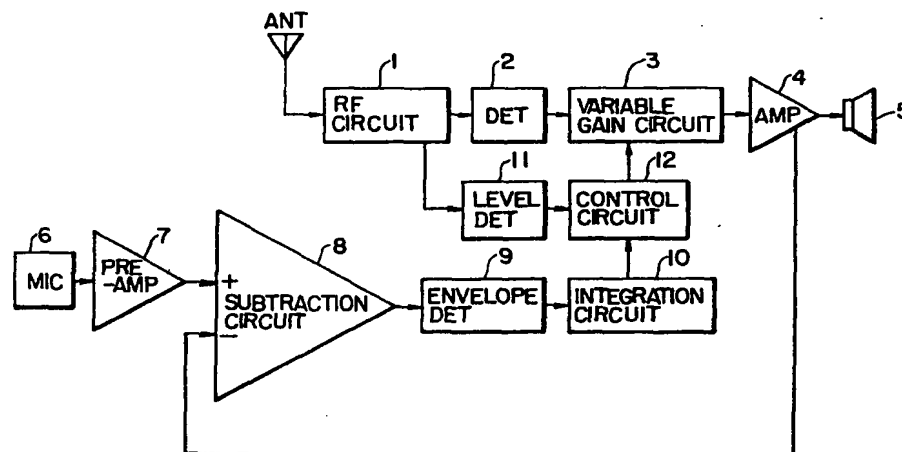 ANT
1
2
3
4
5
RF
CIRCUIT
DET
VARIABLE
GAIN CIRCUIT
AMP
11
12
LEVEL
DET
CONTROL
CIRCUIT
6
7
8
9
10
MIC
PRE
-AMP
+
SUBTRACTION
CIRCUIT
−
ENVELOPE
DET
INTEGRATION
CIRCUIT